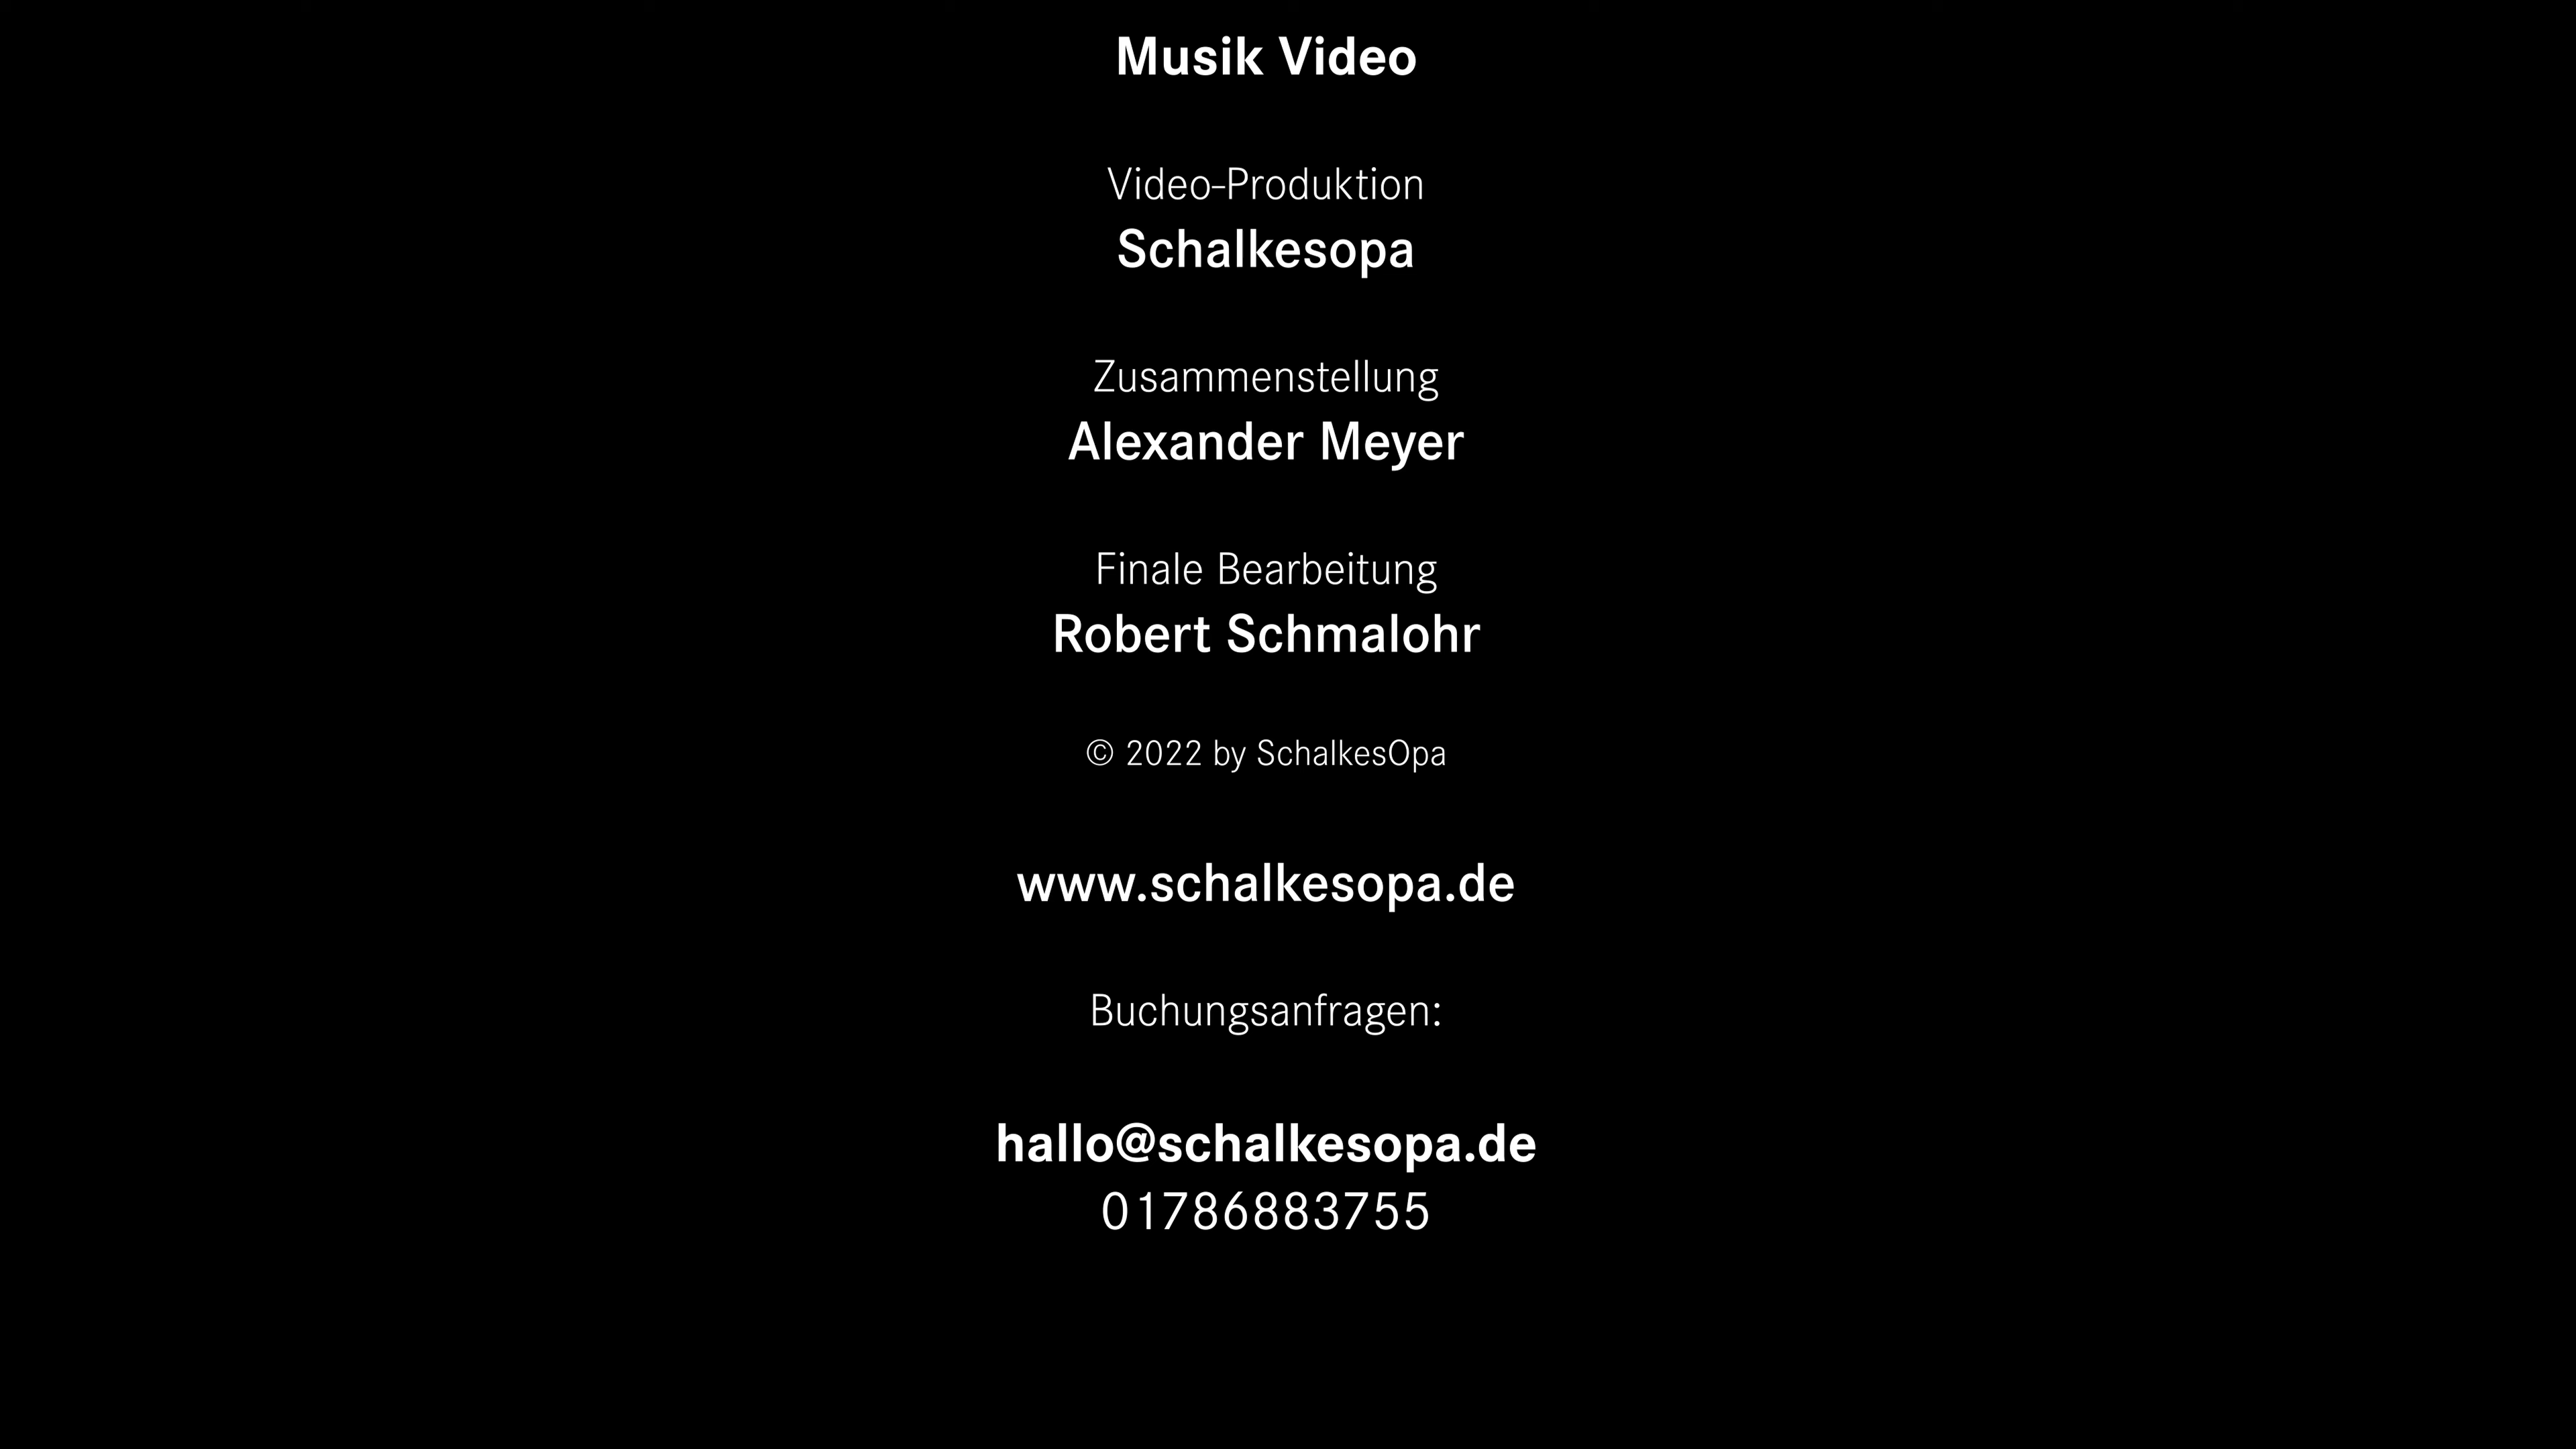 Musik Video
Video-Produktion
Schalkesopa
Zusammenstellung
Alexander Meyer
Finale Bearbeitung
Robert Schmalohr
© 2022 by SchalkesOpa
www.schalkesopa.de
Buchungsanfragen:
hallo@schalkesopa.de
01786883755